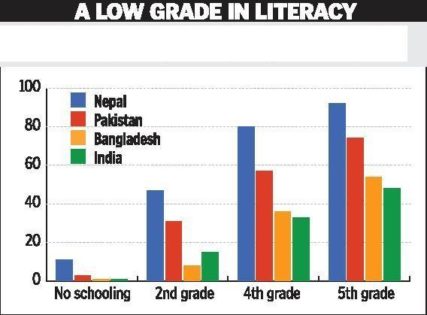 A LOW GRADE IN LITERACY
100
80
60
40
20
0
Nepal
Pakistan
Bangladesh
India
No schooling
2nd grade
4th grade
5th grade